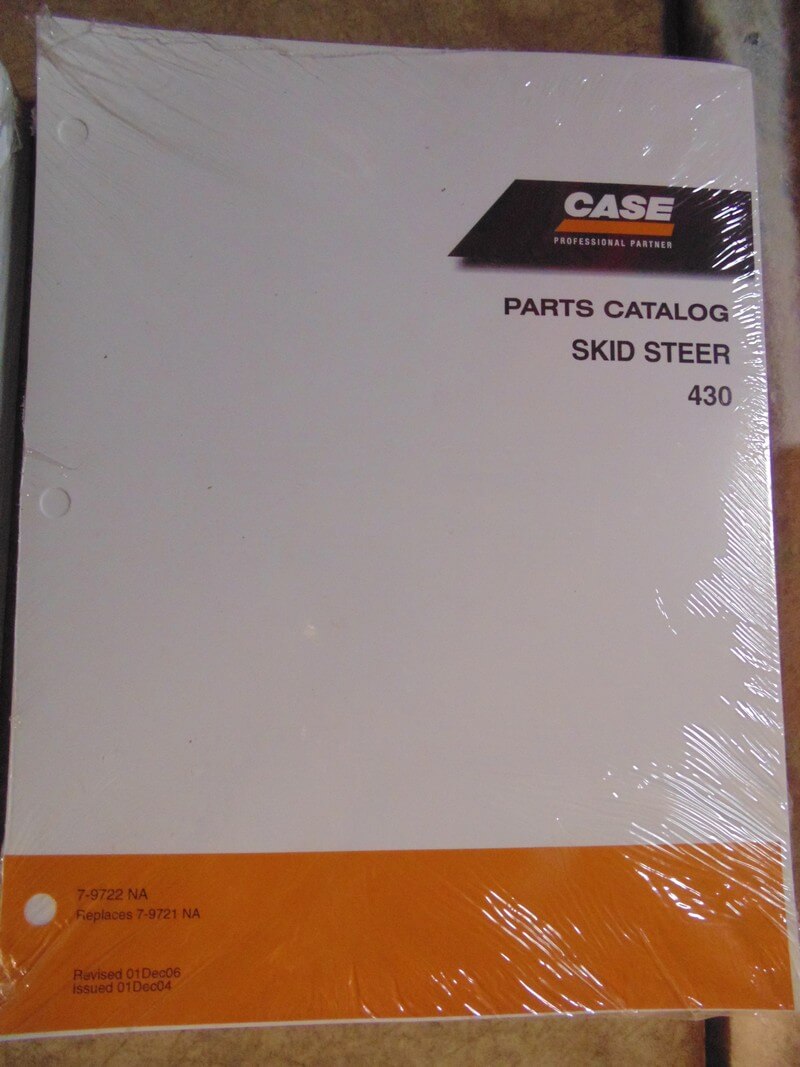 CASE
PROFESSIONAL PARTNER
PARTS CATALOG
SKID STEER
430
7-9722 NA
Replaces 7-9721 NA
Revised 01Dec06
Issued 01Dec04